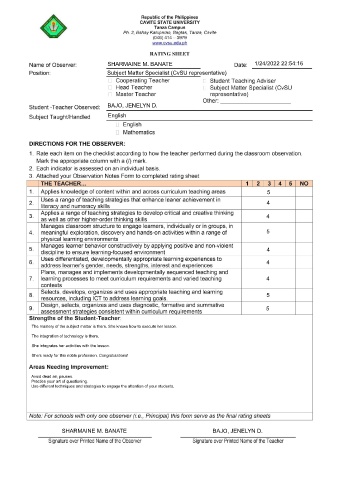 Republic of the Philippines
CAVITE STATE UNIVERSITY
Tanza Campus
Ph. 2, Bahay Katuparan, Bagtas, Tanza, Cavite
(046) 414 - 3979
www.cvsu.edu.ph
RATING SHEET
Name of Observer: SHARMAINE M. BANATE Date: 1/24/2022 22:54:16
Position: Subject Matter Specialist (CvSU representative)
Cooperating Teacher Student Teaching Adviser
Head Teacher Subject Matter Specialist (CvSU
Master Teacher representative)
Other:
Student -Teacher Observed: BAJO, JENELYN D.
Subject Taught/Handled English
English
Mathematics
DIRECTIONS FOR THE OBSERVER:
1. Rate each item on the checklist according to how the teacher performed during the classroom observation.
Mark the appropriate column with a (/) mark.
2. Each indicator is assessed on an individual basis.
3. Attached your Observation Notes Form to completed rating sheet
THE TEACHER… 1 2 3 4 5 NO
1. Applies knowledge of content within and across curriculum teaching areas 5
2. Uses a range of teaching strategies that enhance learner achievement in
literacy and numeracy skills 4
3. Applies a range of teaching strategies to develop critical and creative thinking
as well as other higher-order thinking skills 4
4. Manages classroom structure to engage learners, individually or in groups, in
meaningful exploration, discovery and hands-on activities within a range of
physical learning environments 5
5. Manages learner behavior constructively by applying positive and non-violent
discipline to ensure learning-focused environment 4
6. Uses differentiated, developmentally appropriate learning experiences to
address learner's gender, needs, strengths, interest and experiences 4
7. Plans, manages and implements developmentally sequenced teaching and
learning processes to meet curriculum requirements and varied teaching
contexts 4
8. Selects, develops, organizes and uses appropriate teaching and learning
resources, including ICT to address learning goals 5
9. Design, selects, organizes and uses diagnostic, formative and summative
assessment strategies consistent within curriculum requirements 5
Strengths of the Student-Teacher:
The mastery of the subject matter is there. She knows how to execute her lesson.
The integration of technology is there.
She integrates her activities with the lesson.
She's ready for this noble profession. Congratulations!
Areas Needing Improvement:
Avoid dead air, pauses.
Practice your art of questioning.
Use different techniques and strategies to engage the attention of your students.
Note: For schools with only one observer (i.e., Principal) this form serve as the final rating sheets
SHARMAINE M. BANATE BAJO, JENELYN D.
Signature over Printed Name of the Observer Signature over Printed Name of the Teacher